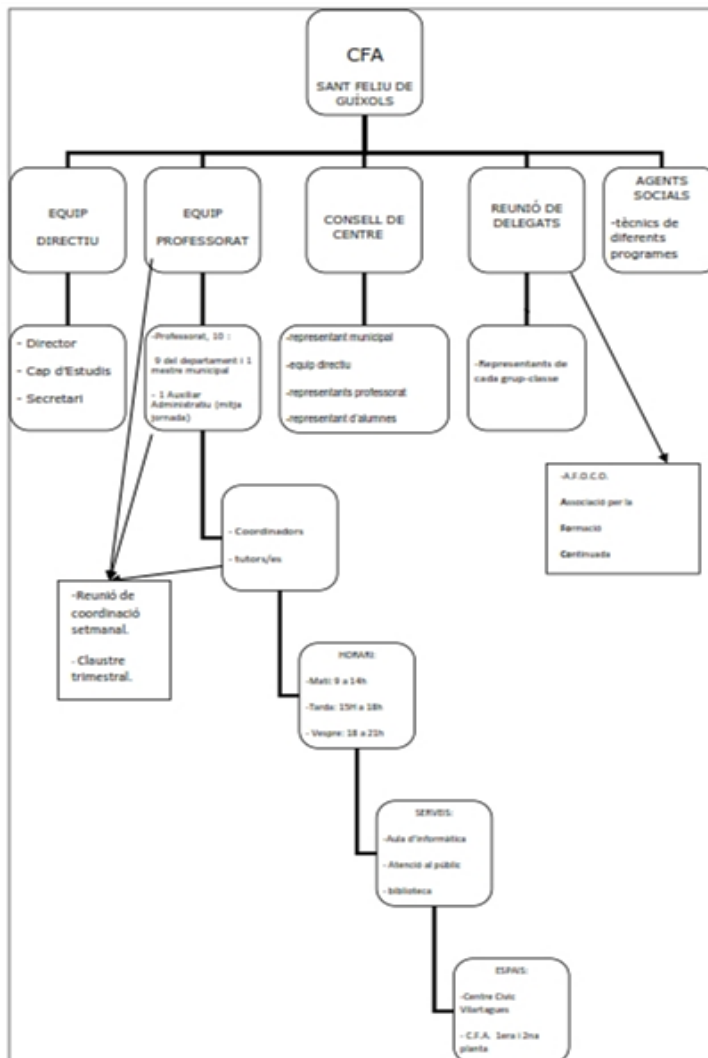 CFA
SANT FELIU DE
GUÍXOLS
EQUIP
DIRECTIU
EQUIP
PROFESSORAT
CONSELL DE
CENTRE
REUNIÓ DE
DELEGATS
AGENTS
SOCIALS
-tècnics de
diferents
programes
- Director
- Cap d'Estudis
- Secretari
-Professorat, 10 :
9 del departament i 1
mestre municipal
- 1 Auxiliar
Administratiu (mitja
jornada)
-representant municipal
-equip directiu
-representants professorat
-representant d'alumnes
-Representants de
cada grup-classe
-A.F.O.C.O.
Associació per la
Formació
Continuada
- Coordinadors
- tutors/es
-Reunió de
coordinació
setmanal.
- Claustre
trimestral.
HORARI:
-Matí: 9 a 14h
-Tarda: 15H a 18h
- Vespre: 18 a 21h
SERVEIS:
-Aula d'informàtica
- Atenció al públic
- biblioteca
ESPAIS:
-Centre Cívic
Vilartagues
- C.F.A. 1era i 2na
planta